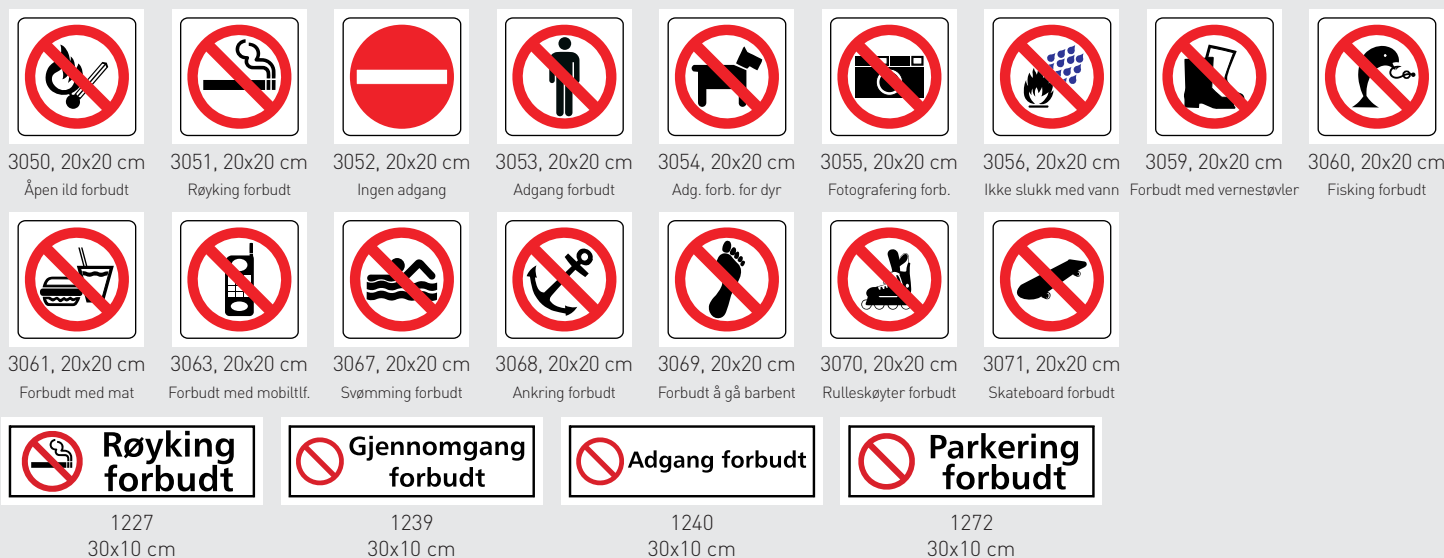 3050, 20x20 cm
Åpen ild forbudt
3051, 20x20 cm
Røyking forbudt
3052, 20x20 cm
Ingen adgang
3053, 20x20 cm
Adgang forbudt
3054, 20x20 cm
Adg. forb. for dyr
3055, 20x20 cm
Fotografering forb.
3056, 20x20 cm
Ikke slukk med vann
3059, 20x20 cm
Forbudt med vernestøvler
3060, 20x20 cm
Fisking forbudt
3061, 20x20 cm
Forbudt med mat
3063, 20x20 cm
Forbudt med mobiltlf.
3067, 20x20 cm
Svømming forbudt
3068, 20x20 cm
Ankring forbudt
3069, 20x20 cm
Forbudt å gå barbent
3070, 20x20 cm
Rulleskøyter forbudt
3071, 20x20 cm
Skateboard forbudt
Røyking
forbudt
1227
30x10 cm
Gjennomgang
forbudt
1239
30x10 cm
Adgang forbudt
1240
30x10 cm
Parkering
forbudt
1272
30x10 cm